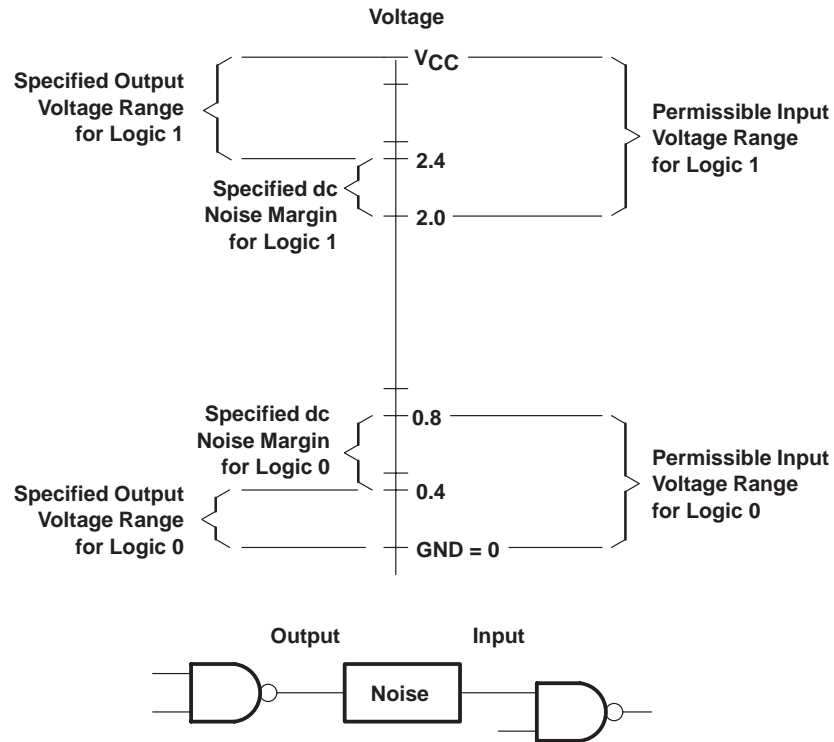 Voltage
VCC
Specified Output
Voltage Range
for Logic 1
Permissible Input
Voltage Range
for Logic 1
2.4
Specified dc
Noise Margin
for Logic 1
2.0
Specified dc
Noise Margin
for Logic 0
0.8
Permissible Input
Voltage Range
for Logic 0
0.4
Specified Output
Voltage Range
for Logic 0
GND = 0
Output
Input
Noise